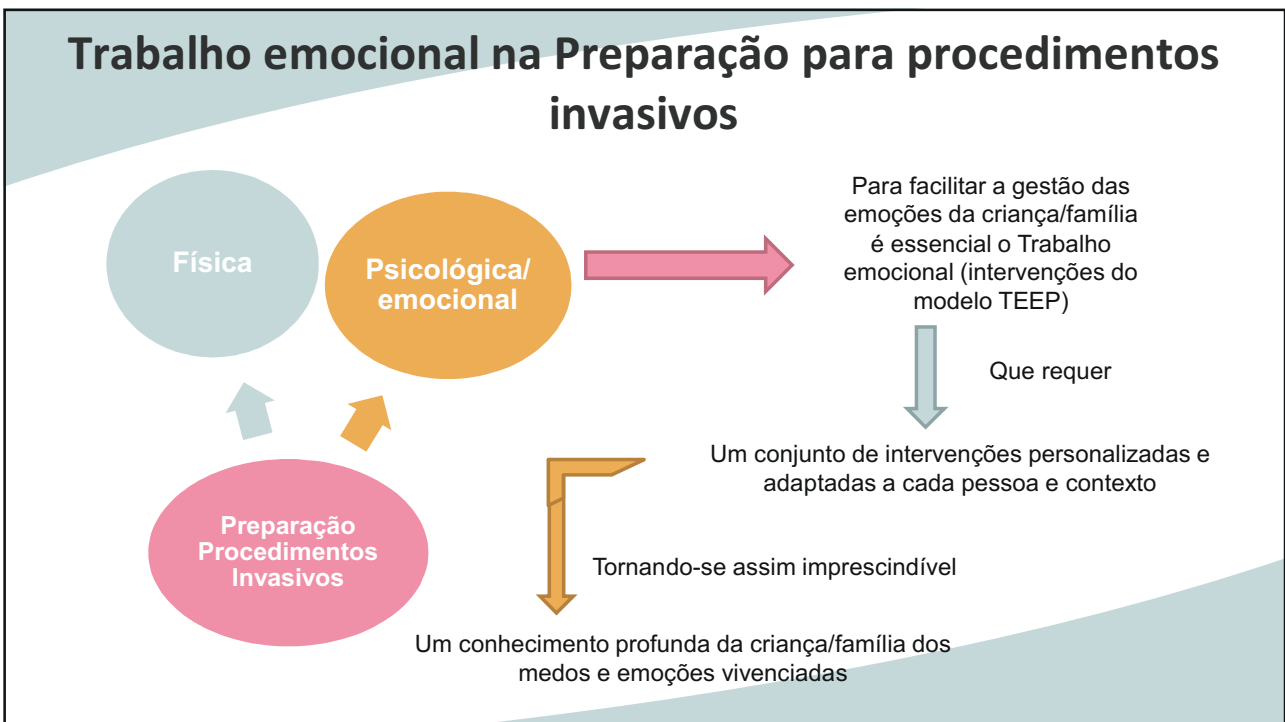 Trabalho emocional na Preparação para procedimentos
invasivos
Física
Psicológica/
emocional
Preparação
Procedimentos
Invasivos
Para facilitar a gestão das
emoções da criança/família
é essencial o Trabalho
emocional (intervenções do
modelo TEEP)
Que requer
Um conjunto de intervenções personalizadas e
adaptadas a cada pessoa e contexto
Tornando-se assim imprescindível
Um conhecimento profunda da criança/família dos
medos e emoções vivenciadas